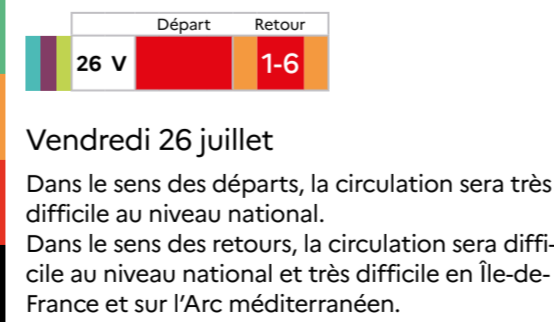 Départ Retour
26 V 1-6
Vendredi 26 juillet
Dans le sens des départs, la circulation sera très
difficile au niveau national.
Dans le sens des retours, la circulation sera diffi-
cile au niveau national et très difficile en Île-de-
France et sur l'Arc méditerranéen.